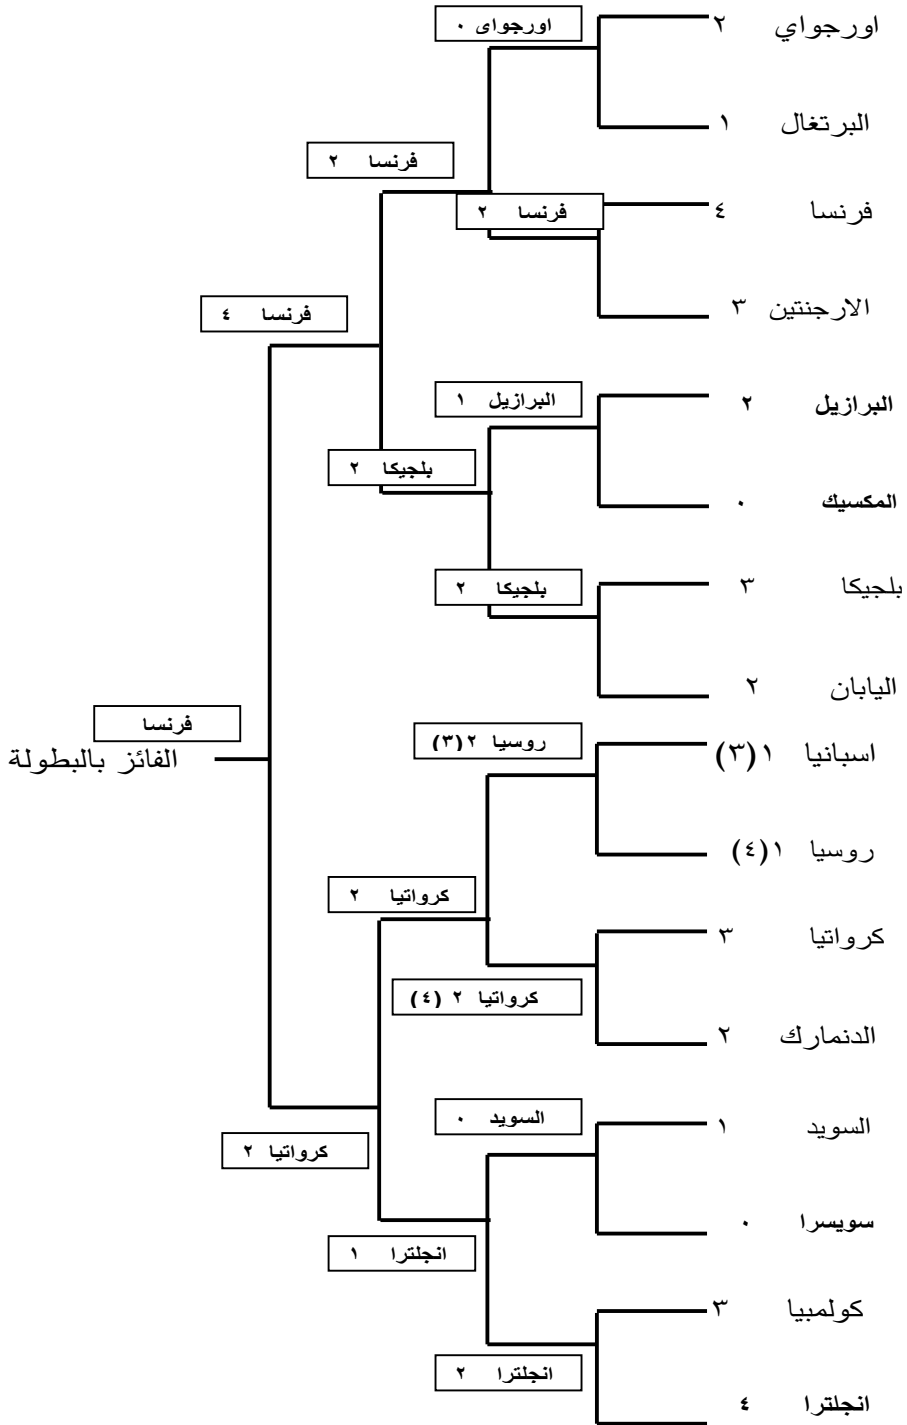 اورجواي ٢
اورجواى ٠
البرتغال ١
فرنسا ٢
فرنسا ٤
فرنسا ٢
الارجنتين ٣
فرنسا ٤
البرازيل ٢
البرازيل ١
بلجيكا ٢
المكسيك ٠
بلجيكا ٣
بلجيكا ٢
اليابان ٢
فرنسا
الفائز بالبطولة
اسبانيا ١(٣)
روسيا ٢(٣)
روسيا ١(٤)
كرواتيا ٢
كرواتيا ٣
كرواتيا ٢ (٤)
الدنمارك ٢
السويد ١
السويد ٠
كرواتيا ٢
سويسرا ٠
انجلترا ١
كولمبيا ٣
انجلترا ٢
انجلترا ٤